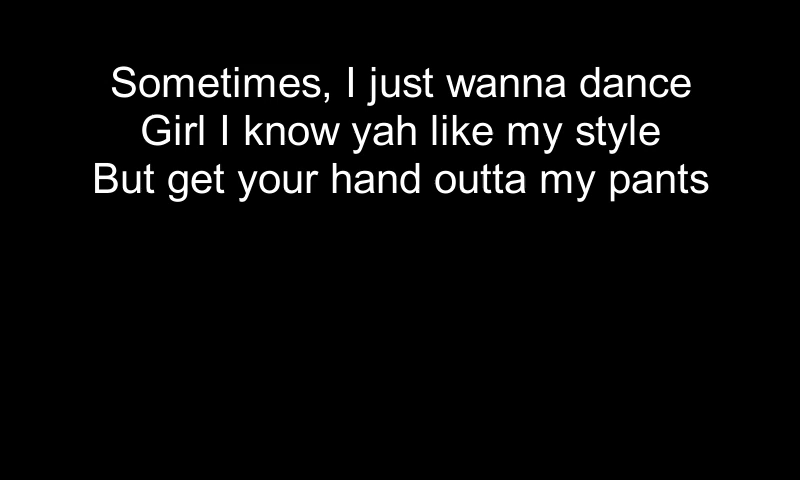 Sometimes, I just wanna dance
Girl I know yah like my style
But get your hand outta my pants